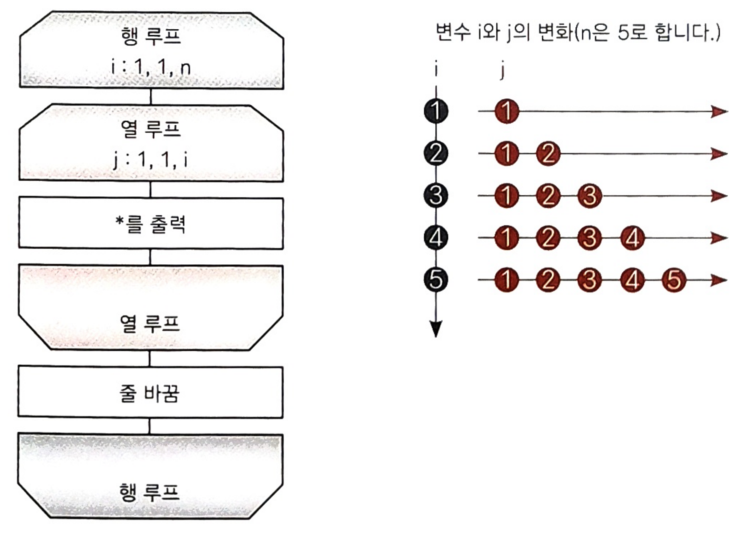 행 루프
i : 1, 1, n
열 루프
j : 1, 1, i
*를 출력
열 루프
줄 바꿈
행 루프
변수 i와 j의 변화(n은 5로 합니다.)
i j
1 1
2 1 2
3 1 2 3
4 1 2 3 4
5 1 2 3 4 5